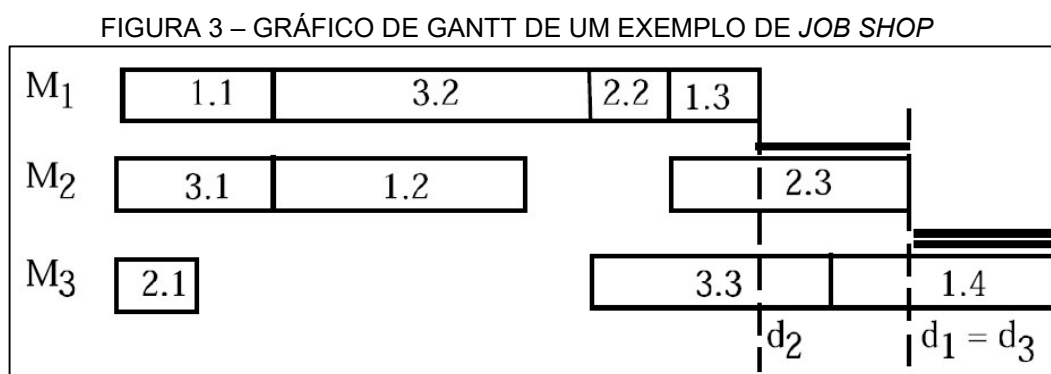 FIGURA 3 – GRÁFICO DE GANTT DE UM EXEMPLO DE JOB SHOP
M1 1.1 3.2 2.2 1.3
M2 3.1 1.2 2.3
M3 2.1 3.3 1.4
d2 d1 = d3